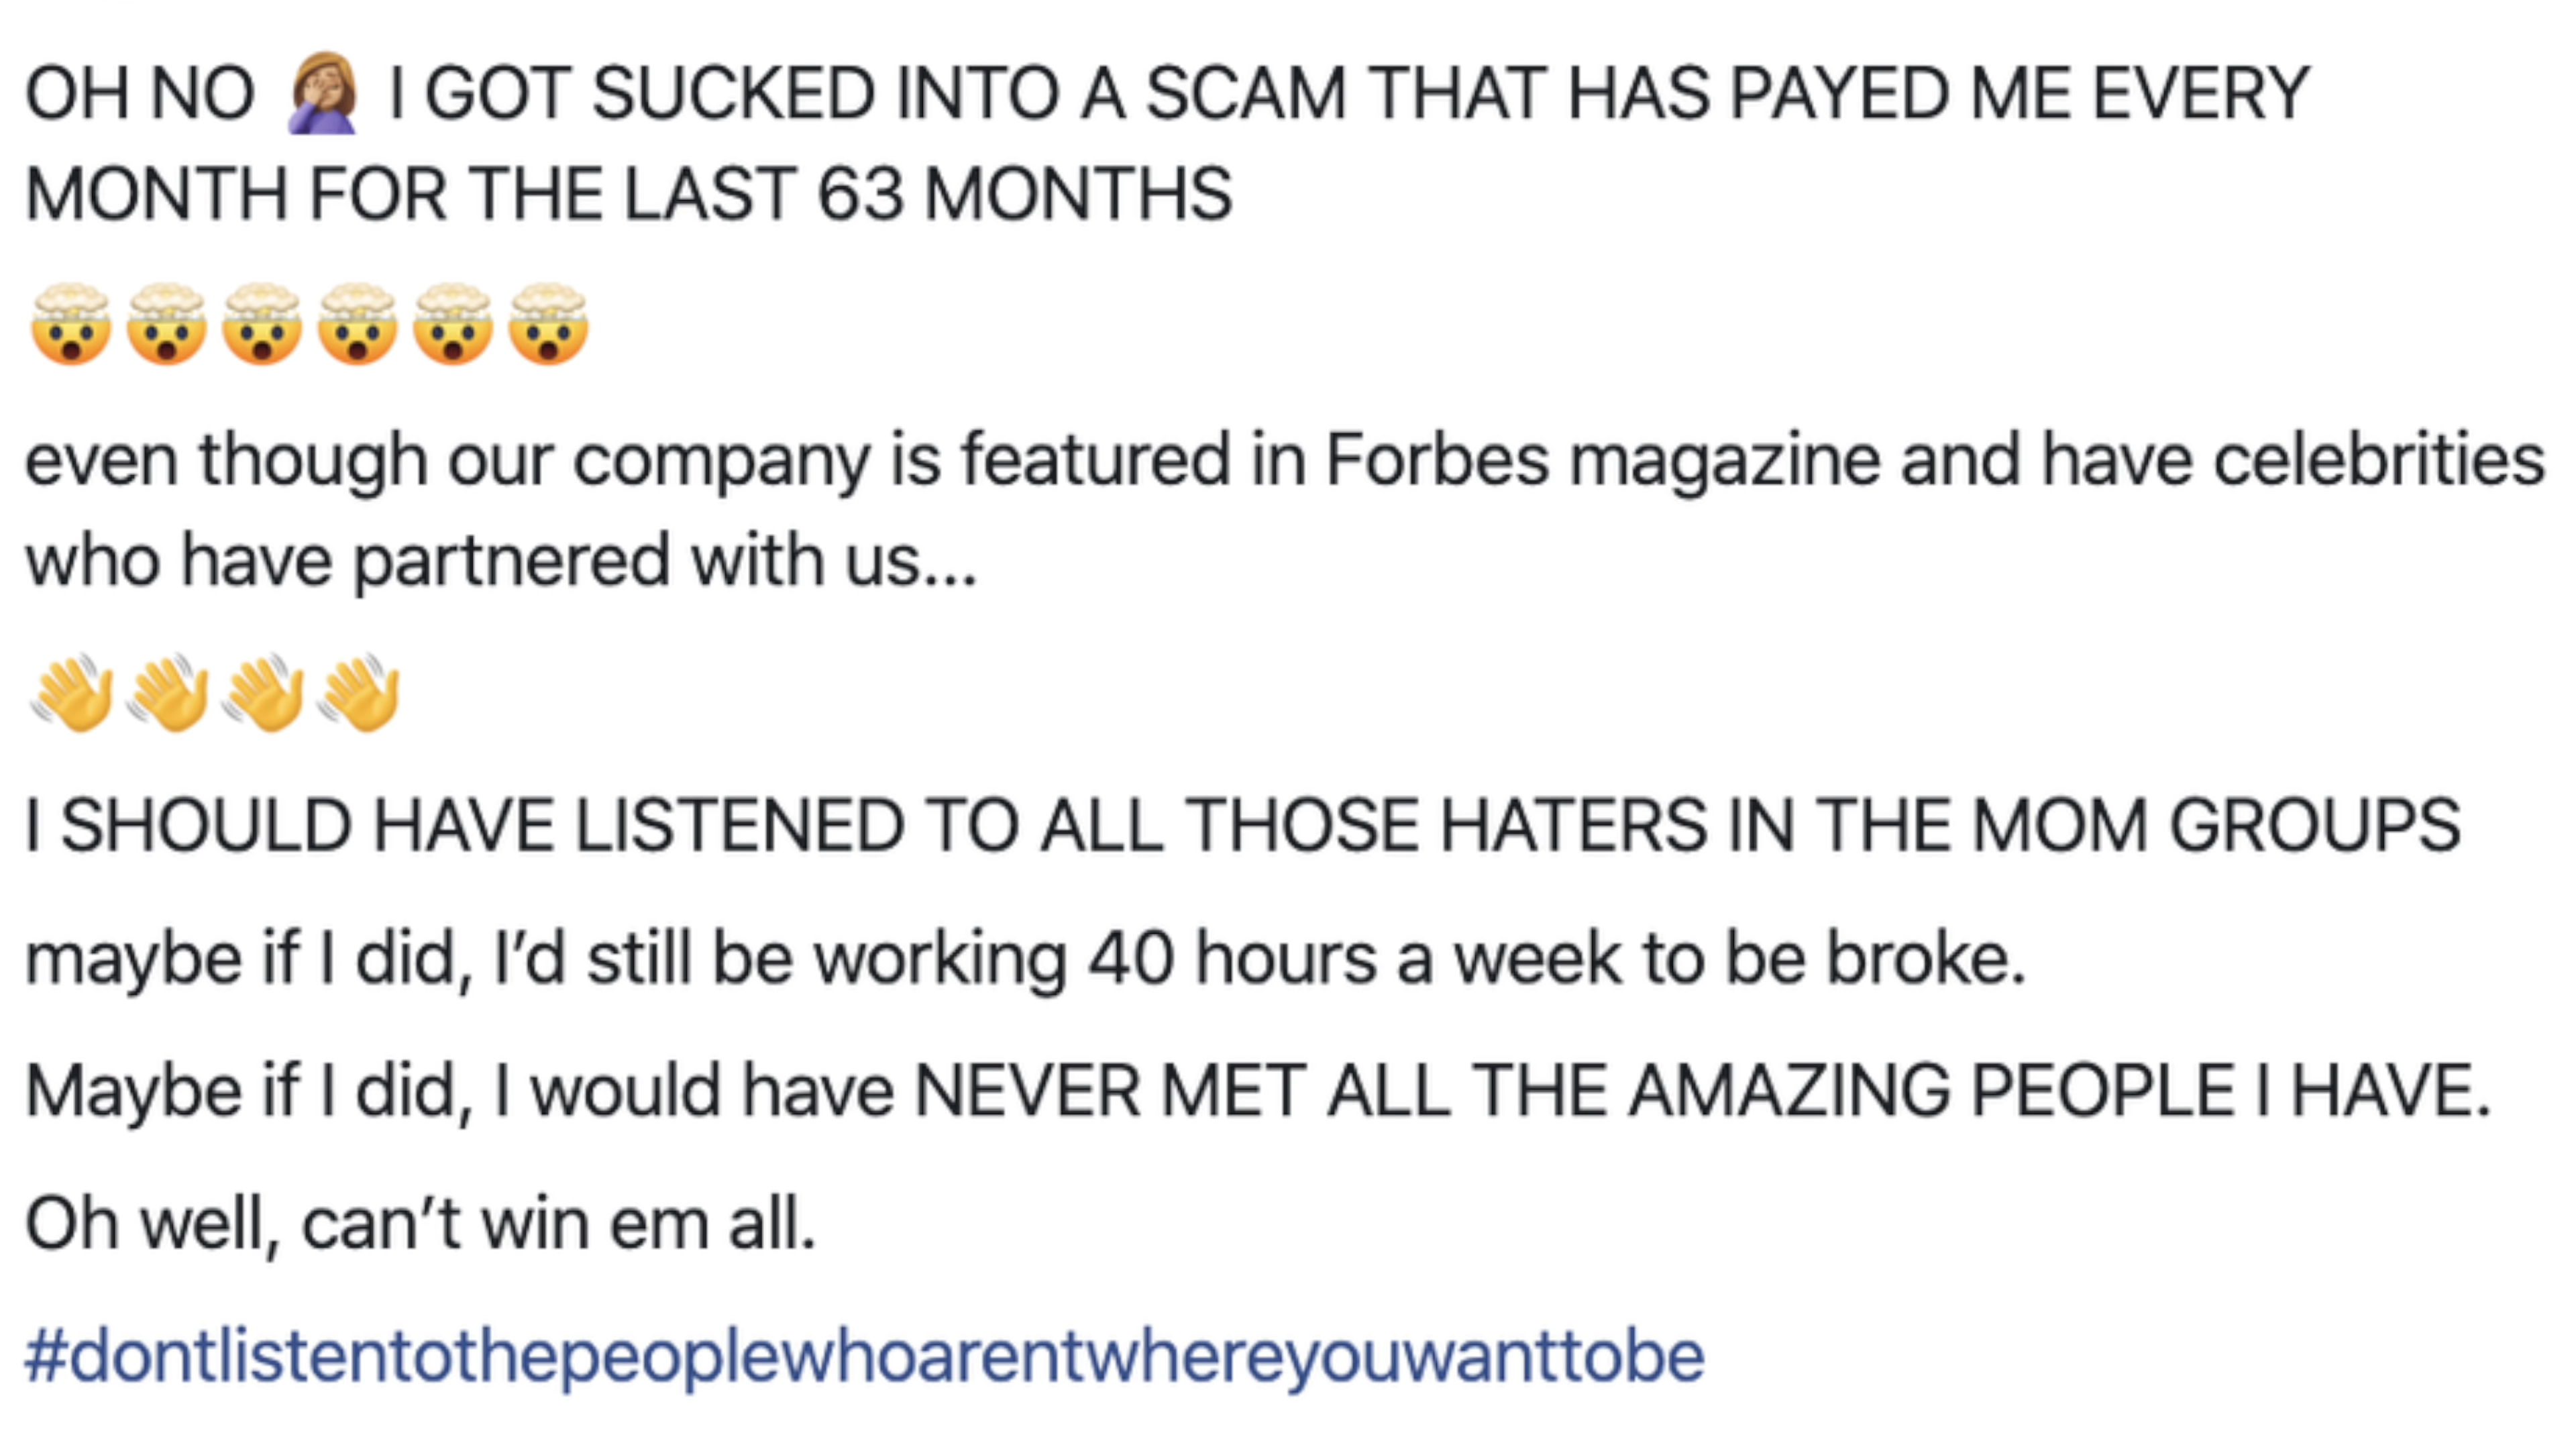 OH NO 🤦🏽‍♀️ I GOT SUCKED INTO A SCAM THAT HAS PAYED ME EVERY
MONTH FOR THE LAST 63 MONTHS
🤯🤯🤯🤯🤯🤯
even though our company is featured in Forbes magazine and have celebrities
who have partnered with us...
👋👋👋👋
I SHOULD HAVE LISTENED TO ALL THOSE HATERS IN THE MOM GROUPS
maybe if I did, I’d still be working 40 hours a week to be broke.
Maybe if I did, I would have NEVER MET ALL THE AMAZING PEOPLE I HAVE.
Oh well, can’t win em all.
#dontlistentothepeoplewhoarentwhereyouwanttobe